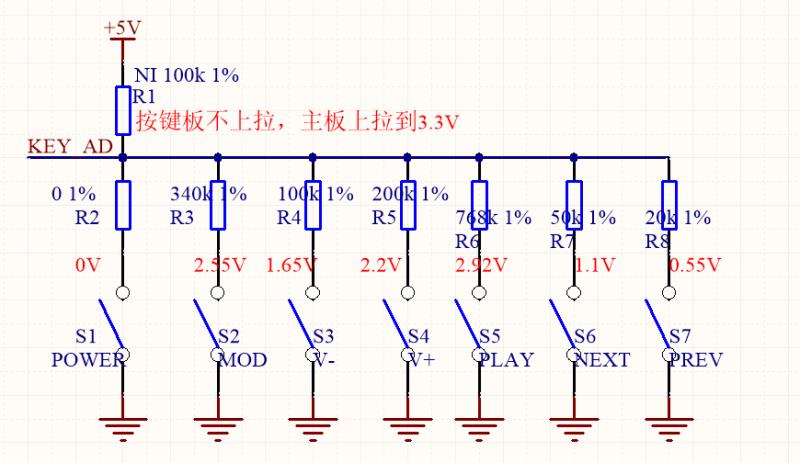 +5V
NI 100k 1%
R1
按键板不上拉，主板上拉到3.3V
KEY_AD
0 1%
R2
340k 1%
R3
100k 1%
R4
200k 1%
R5
768k 1%
R6
50k 1%
R7
20k 1%
R8
0V
2.55V
1.65V
2.2V
2.92V
1.1V
0.55V
S1
POWER
S2
MOD
S3
V-
S4
V+
S5
PLAY
S6
NEXT
S7
PREV